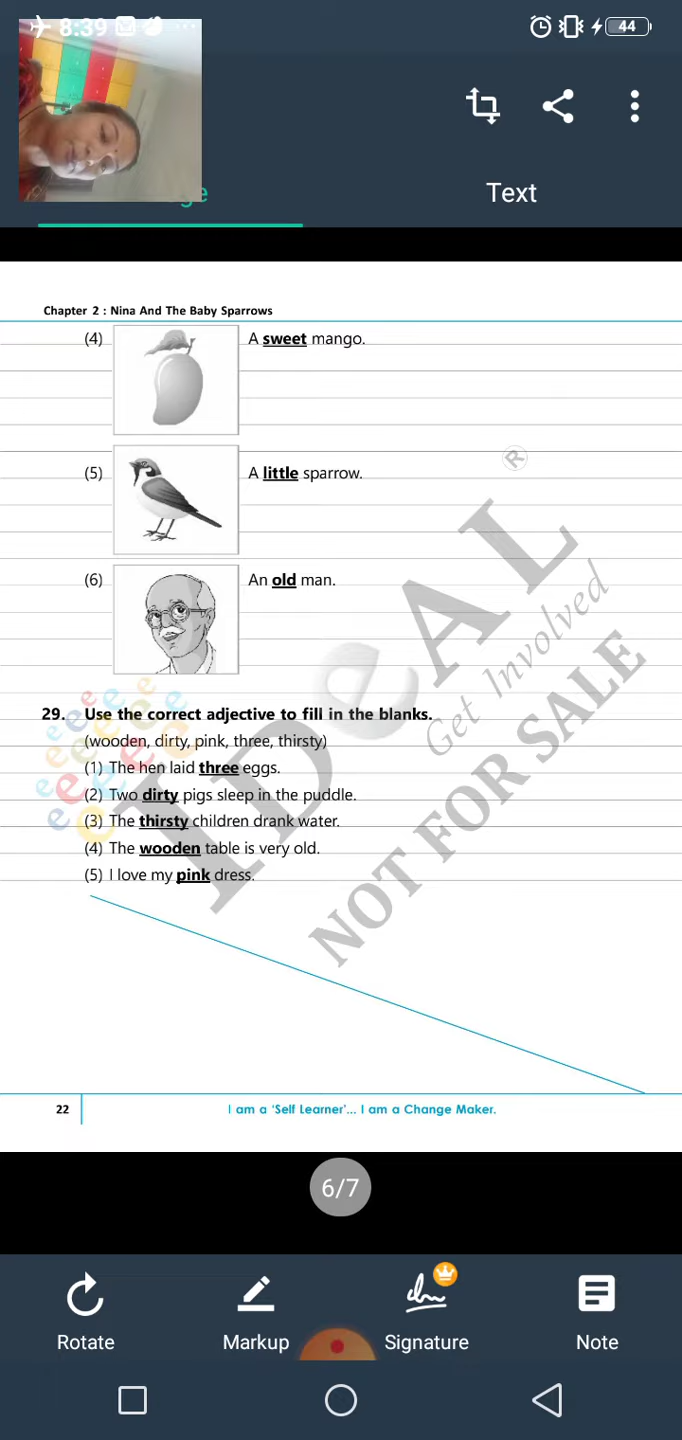 8:39
44
ge
Text
Chapter 2 : Nina And The Baby Sparrows
(4) A sweet mango.
(5) A little sparrow.
(6) An old man.
29. Use the correct adjective to fill in the blanks.
(wooden, dirty, pink, three, thirsty)
(1) The hen laid three eggs.
(2) Two dirty pigs sleep in the puddle.
(3) The thirsty children drank water.
(4) The wooden table is very old.
(5) I love my pink dress.
IDeAL ®
Get Involved
NOT FOR SALE
22
I am a 'Self Learner'... I am a Change Maker.
6/7
Rotate Markup Signature Note